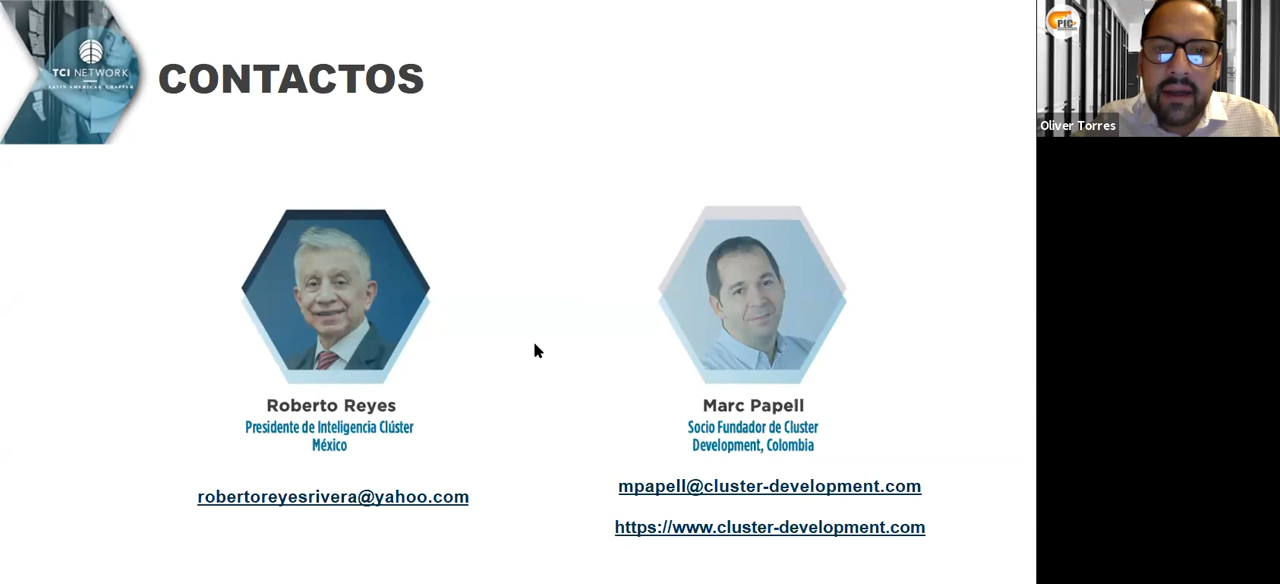 TCI NETWORK
LATIN AMERICAN CHAPTER
CONTACTOS
PIC
Oliver Torres
Roberto Reyes
Presidente de Inteligencia Clúster
México
robertoreyesrivera@yahoo.com
Marc Papell
Socio Fundador de Cluster
Development, Colombia
mpapell@cluster-development.com
https://www.cluster-development.com